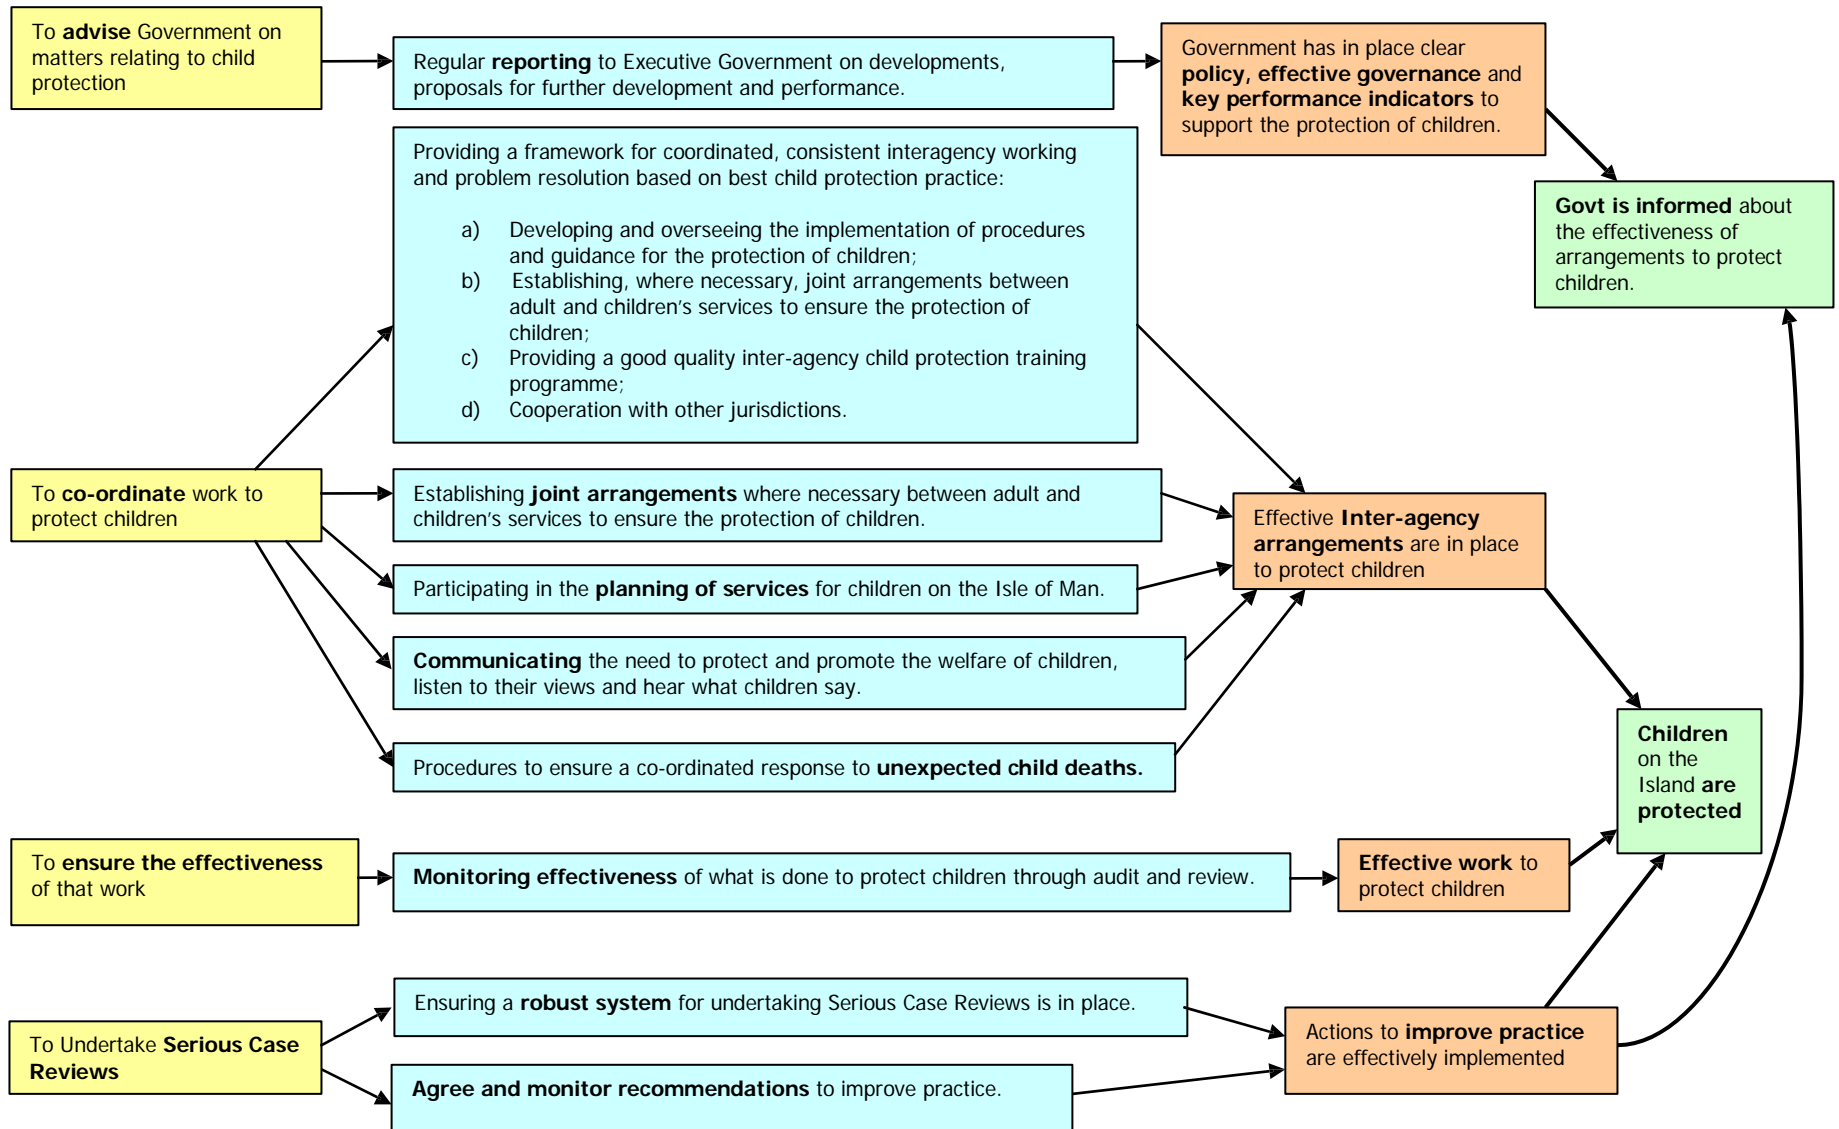 To advise Government on
matters relating to child
protection
Regular reporting to Executive Government on developments,
proposals for further development and performance.
Government has in place clear
policy, effective governance and
key performance indicators to
support the protection of children.
Govt is informed about
the effectiveness of
arrangements to protect
children.
Providing a framework for coordinated, consistent interagency working
and problem resolution based on best child protection practice:
a) Developing and overseeing the implementation of procedures
and guidance for the protection of children;
b) Establishing, where necessary, joint arrangements between
adult and children's services to ensure the protection of
children;
c) Providing a good quality inter-agency child protection training
programme;
d) Cooperation with other jurisdictions.
To co-ordinate work to
protect children
Establishing joint arrangements where necessary between adult and
children's services to ensure the protection of children.
Participating in the planning of services for children on the Isle of Man.
Communicating the need to protect and promote the welfare of children,
listen to their views and hear what children say.
Procedures to ensure a co-ordinated response to unexpected child deaths.
Effective Inter-agency
arrangements are in place
to protect children
Children
on the
Island are
protected
To ensure the effectiveness
of that work
Monitoring effectiveness of what is done to protect children through audit and review.
Effective work to
protect children
To Undertake Serious Case
Reviews
Ensuring a robust system for undertaking Serious Case Reviews is in place.
Agree and monitor recommendations to improve practice.
Actions to improve practice
are effectively implemented